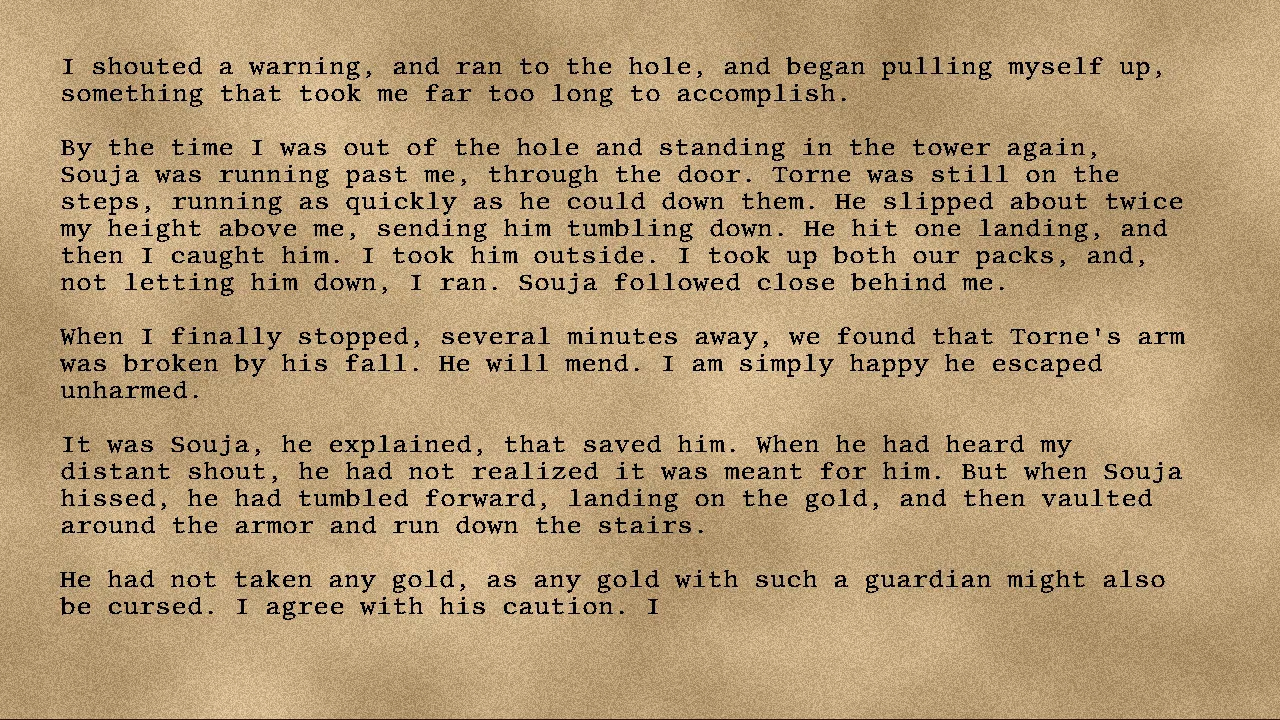 I shouted a warning, and ran to the hole, and began pulling myself up,
something that took me far too long to accomplish.
By the time I was out of the hole and standing in the tower again,
Souja was running past me, through the door. Torne was still on the
steps, running as quickly as he could down them. He slipped about twice
my height above me, sending him tumbling down. He hit one landing, and
then I caught him. I took him outside. I took up both our packs, and,
not letting him down, I ran. Souja followed close behind me.
When I finally stopped, several minutes away, we found that Torne's arm
was broken by his fall. He will mend. I am simply happy he escaped
unharmed.
It was Souja, he explained, that saved him. When he had heard my
distant shout, he had not realized it was meant for him. But when Souja
hissed, he had tumbled forward, landing on the gold, and then vaulted
around the armor and run down the stairs.
He had not taken any gold, as any gold with such a guardian might also
be cursed. I agree with his caution. I